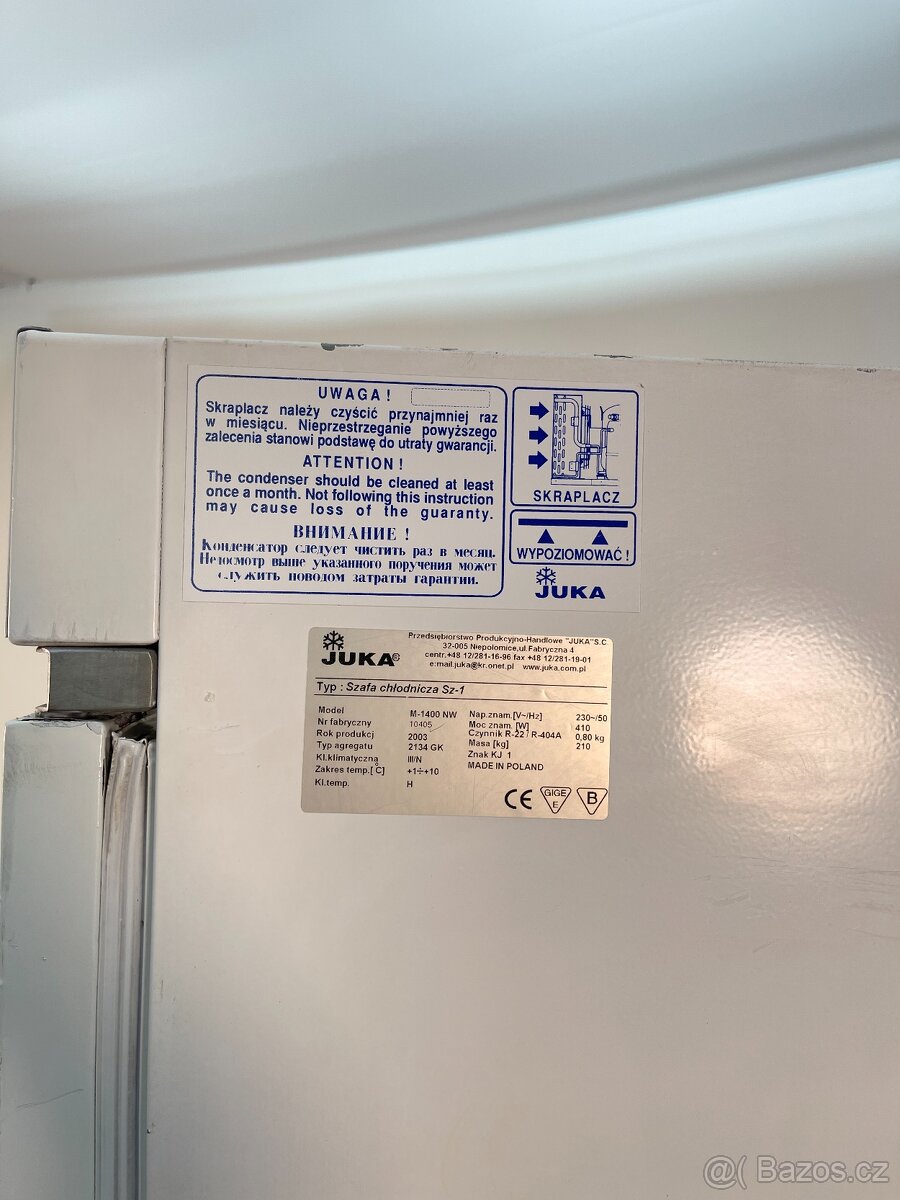 UWAGA !
Skraplacz należy czyścić przynajmniej raz
w miesiącu. Nieprzestrzeganie powyższego
zalecenia stanowi podstawę do utraty gwarancji.
ATTENTION !
The condenser should be cleaned at least
once a month. Not following this instruction
may cause loss of the guaranty.
ВНИМАНИЕ !
Конденсатор следует чистить раз в месяц.
Недосмотр выше указанного поручения может
служить поводом затраты гарантии.
SKRAPLACZ
WYPOZIOMOWAĆ !
JUKA
JUKA®
Przedsiębiorstwo Produkcyjno-Handlowe "JUKA" S.C
32-005 Niepołomice,ul.Fabryczna 4
centr.+48 12/281-16-96 fax +48 12/281-19-01
e:mail.juka@kr.onet.pl www.juka.com.pl
Typ : Szafa chłodnicza Sz-1
Model M-1400 NW
Nr fabryczny 10405
Rok produkcj 2003
Typ agregatu 2134 GK
Kl.klimatyczna III/N
Zakres temp.[°C] +1÷+10
Kl.temp. H
Nap.znam.[V~/Hz] 230~/50
Moc znam. [W] 410
Czynnik R-22 / R-404A 0,80 kg
Masa [kg] 210
Znak KJ 1
MADE IN POLAND
CE
GIGE
E
B
@( Bazos.cz